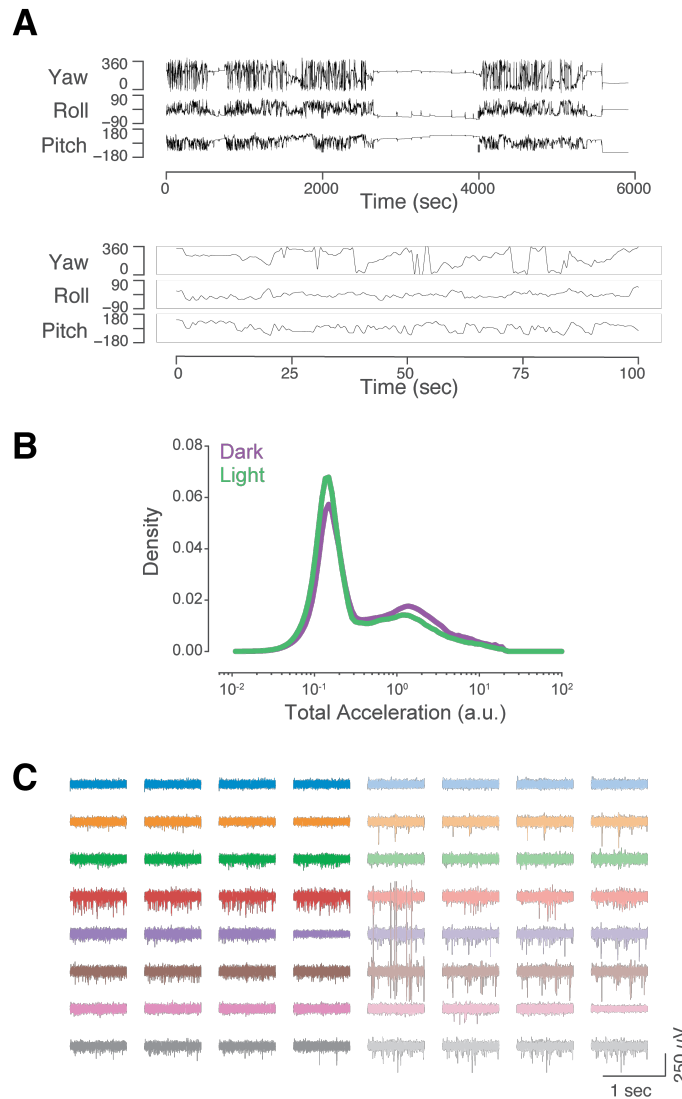 A
Yaw 360 0
Roll 90 −90
Pitch 180 −180
0 2000 4000 6000
Time (sec)
Yaw 360 0
Roll 90 −90
Pitch 180 −180
0 25 50 75 100
Time (sec)
B
0.08
Dark
Light
0.06
0.04
0.02
0.00
Density
10-2 10-1 100 101 102
Total Acceleration (a.u.)
C
250 μV
1 sec